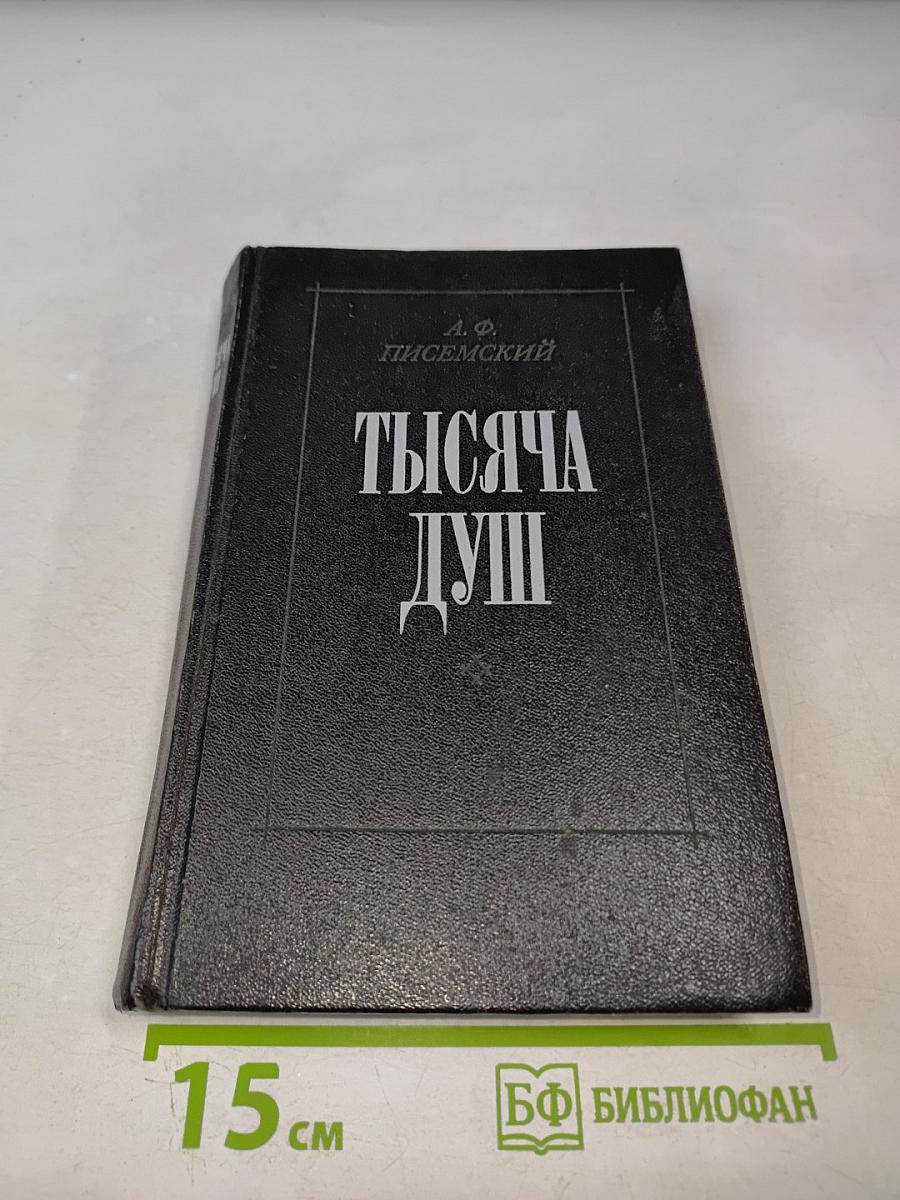 А. Ф.
ПИСЕМСКИЙ
ТЫСЯЧА
ДУШ
15 см
БФ БИБЛИОФАН